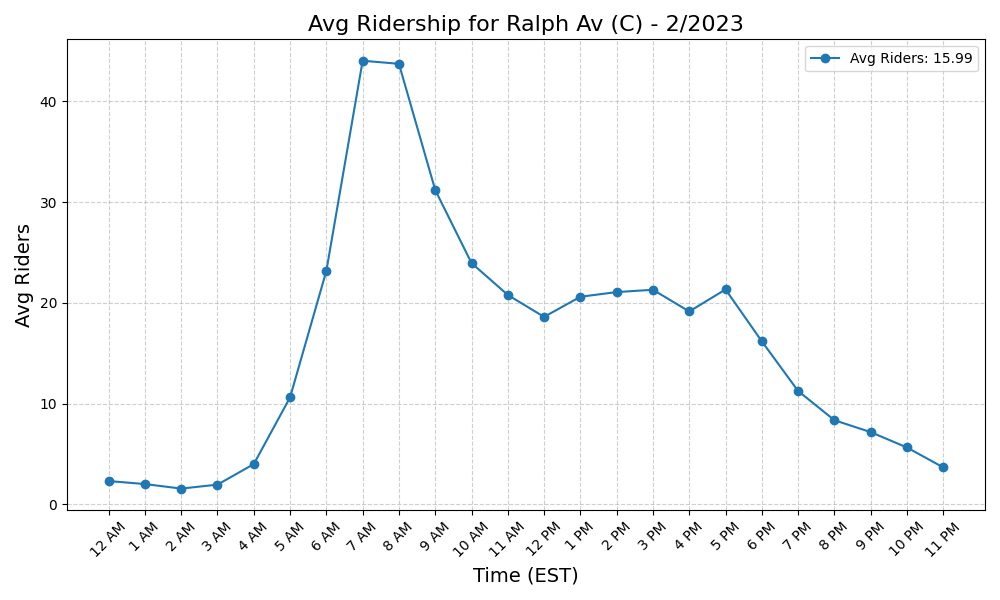 Avg Ridership for Ralph Av (C) - 2/2023
Avg Riders: 15.99
Avg Riders
40
30
20
10
0
12 AM
1 AM
2 AM
3 AM
4 AM
5 AM
6 AM
7 AM
8 AM
9 AM
10 AM
11 AM
12 PM
1 PM
2 PM
3 PM
4 PM
5 PM
6 PM
7 PM
8 PM
9 PM
10 PM
11 PM
Time (EST)